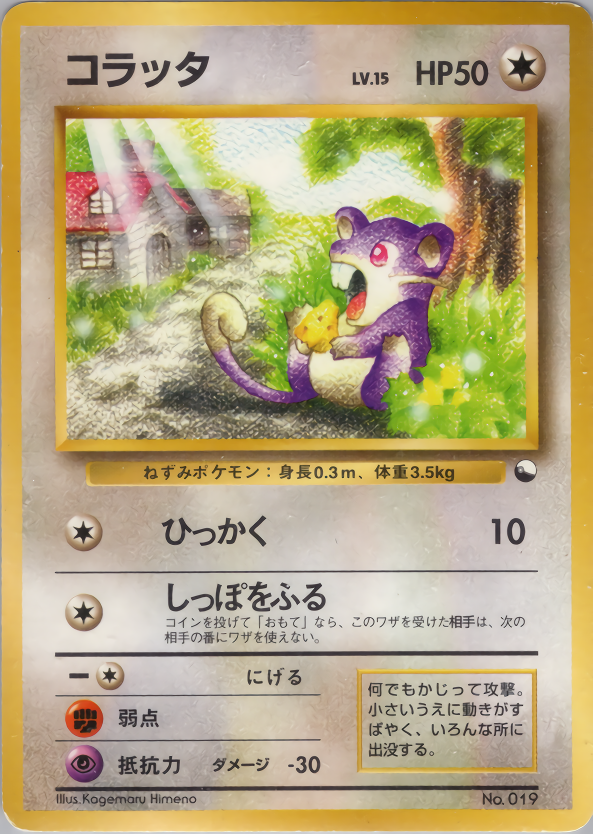 コラッタ LV.15 HP50
ねずみポケモン：身長0.3m、体重3.5kg
ひっかく 10
しっぽをふる
コインを投げて「おもて」なら、このワザを受けた相手は、次の
相手の番にワザを使えない。
にげる
弱点
抵抗力 ダメージ -30
何でもかじって攻撃。
小さいうえに動きがす
ばやく、いろんな所に
出没する。
Illus. Kagemaru Himeno No. 019